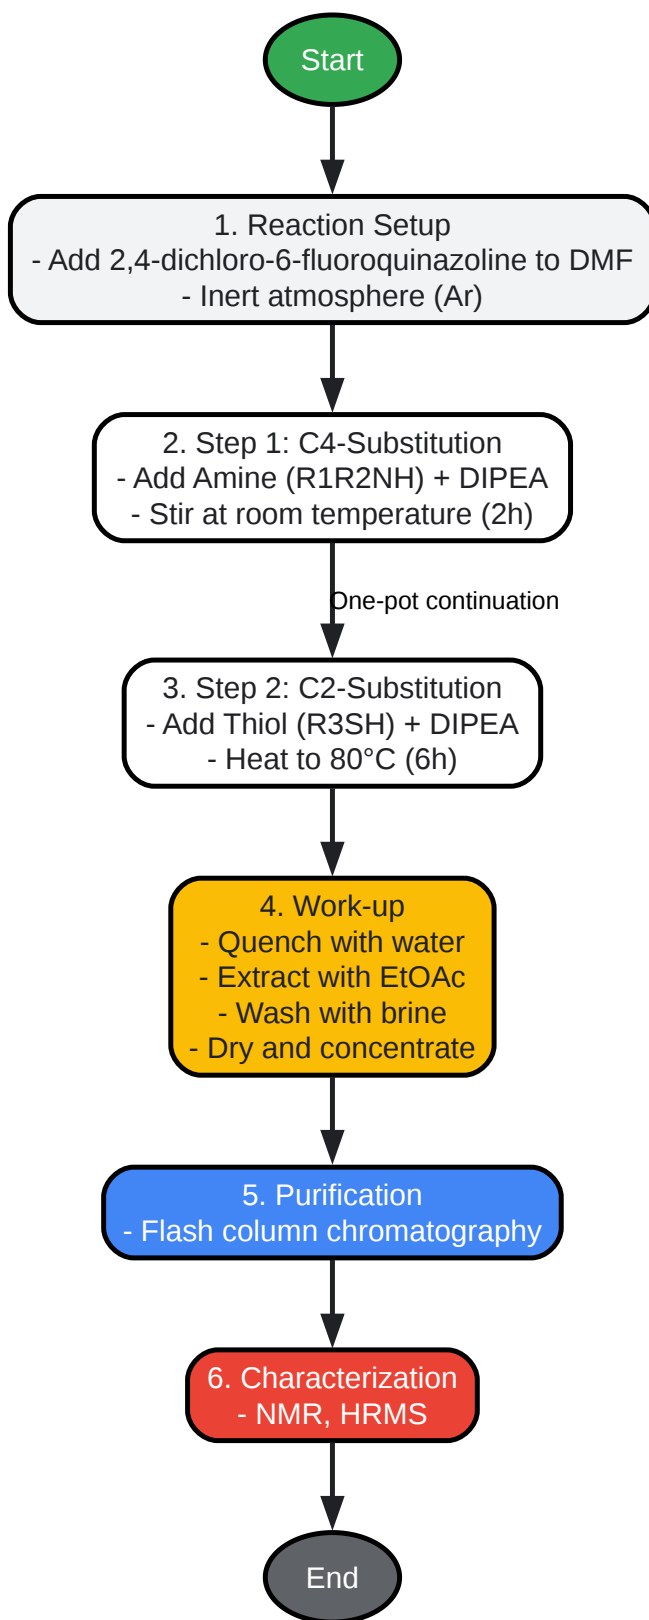 Start
1. Reaction Setup
- Add 2,4-dichloro-6-fluoroquinazoline to DMF
- Inert atmosphere (Ar)
2. Step 1: C4-Substitution
- Add Amine (R1R2NH) + DIPEA
- Stir at room temperature (2h)
One-pot continuation
3. Step 2: C2-Substitution
- Add Thiol (R3SH) + DIPEA
- Heat to 80°C (6h)
4. Work-up
- Quench with water
- Extract with EtOAc
- Wash with brine
- Dry and concentrate
5. Purification
- Flash column chromatography
6. Characterization
- NMR, HRMS
End